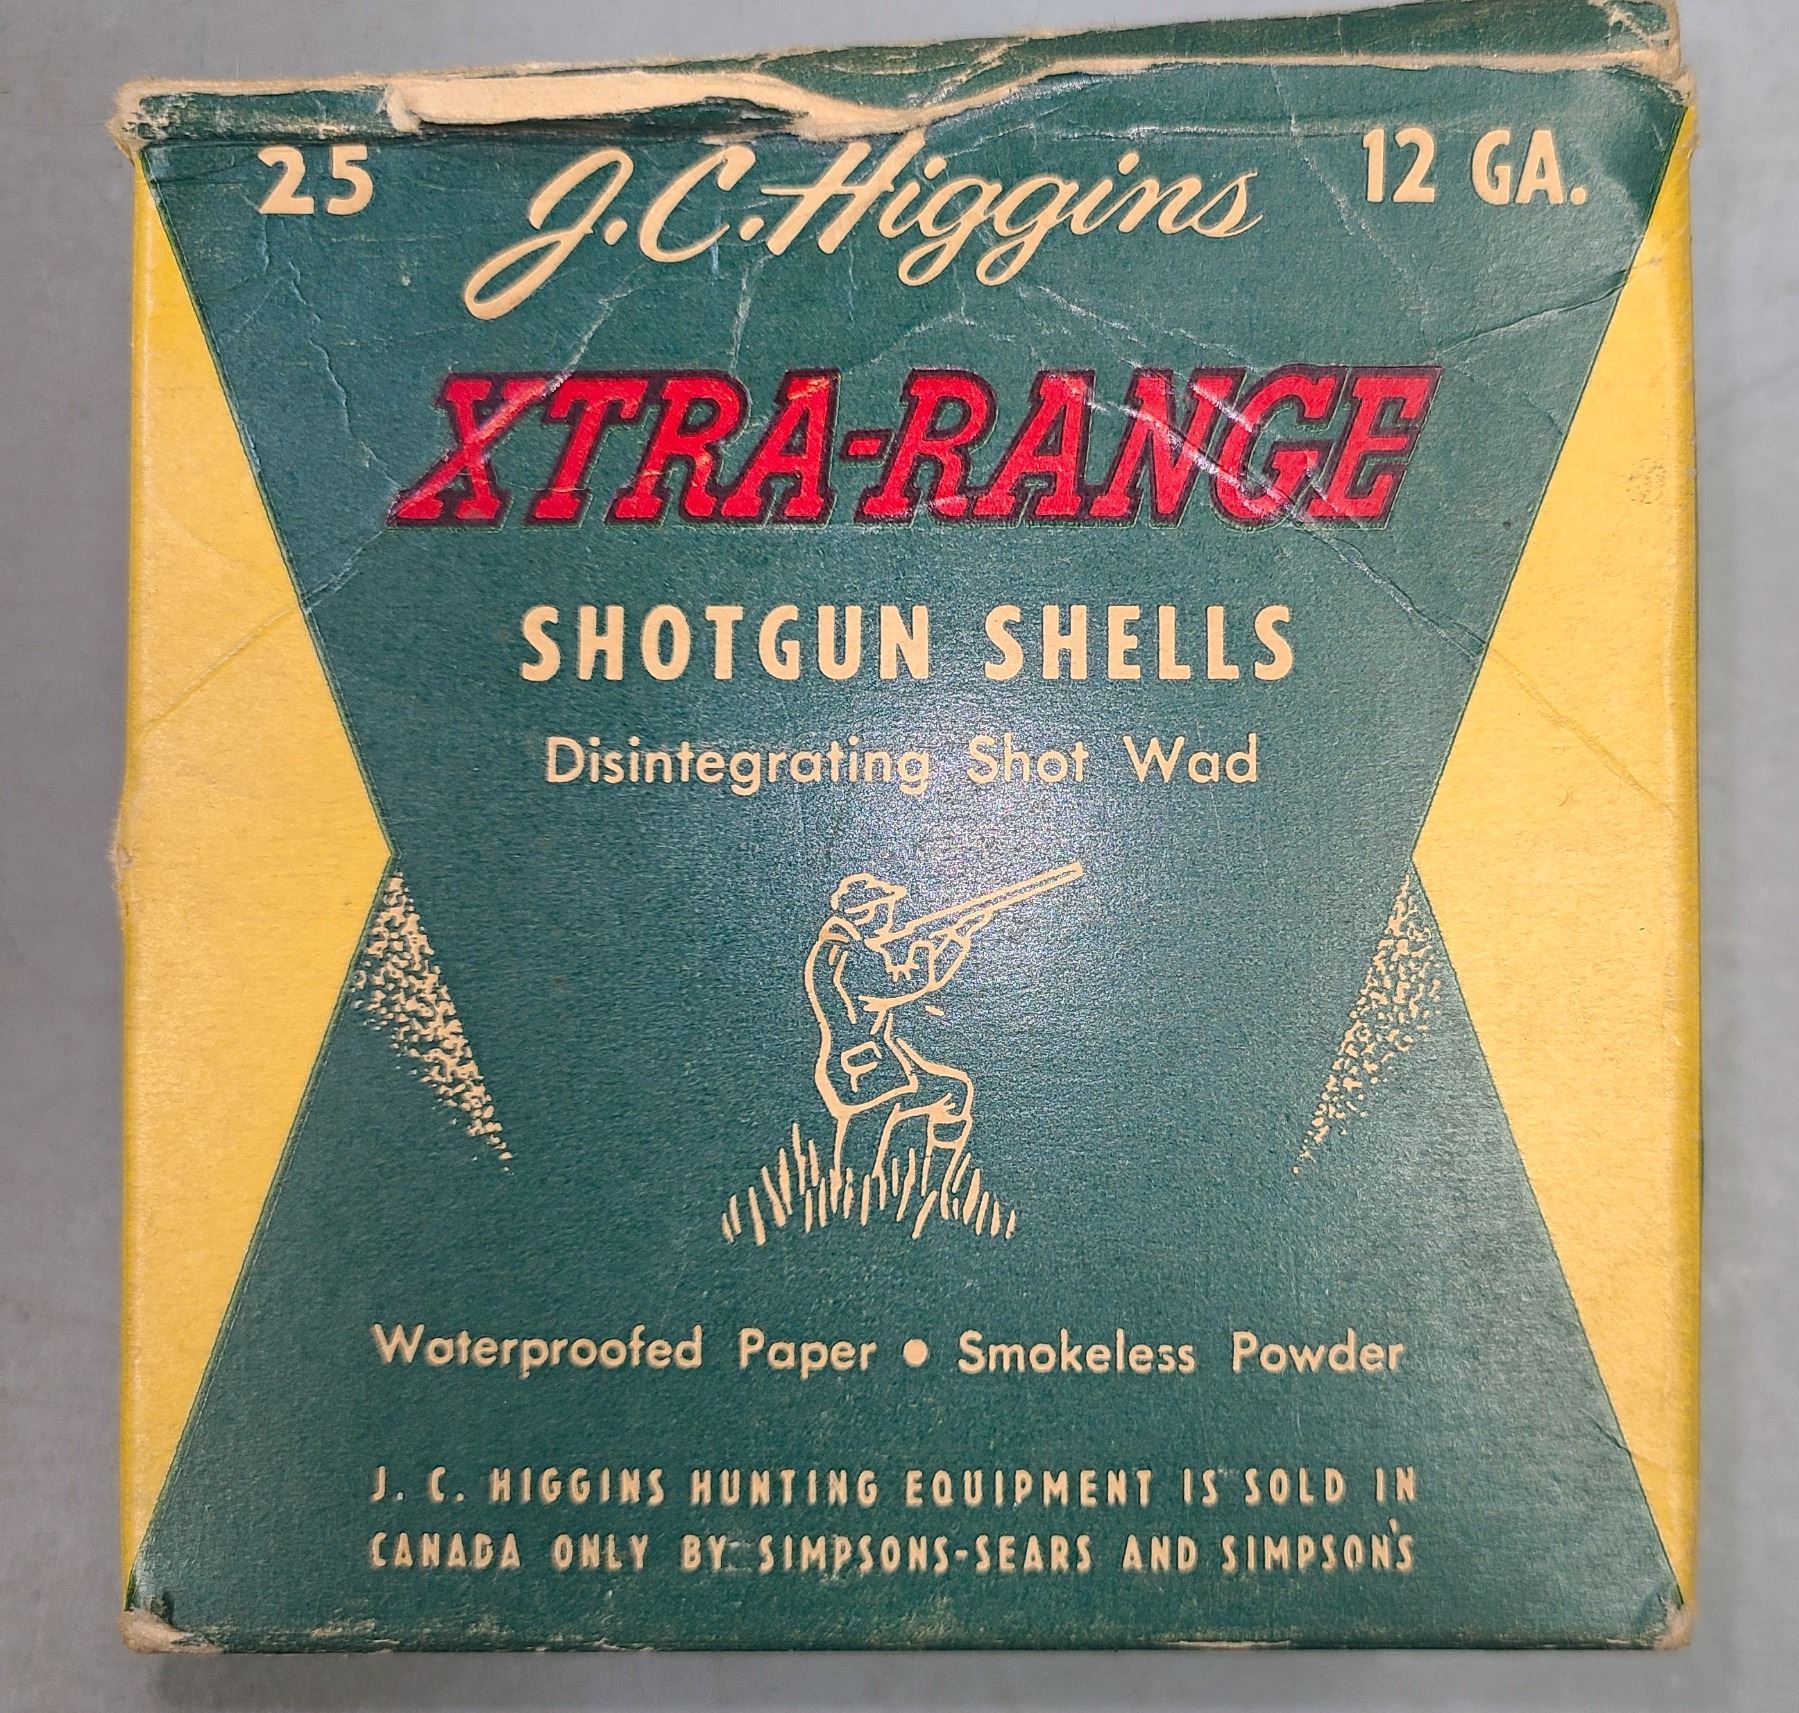 25 J.C. Higgins 12 GA.
XTRA-RANGE
SHOTGUN SHELLS
Disintegrating Shot Wad
Waterproofed Paper • Smokeless Powder
J. C. HIGGINS HUNTING EQUIPMENT IS SOLD IN
CANADA ONLY BY SIMPSONS-SEARS AND SIMPSON'S